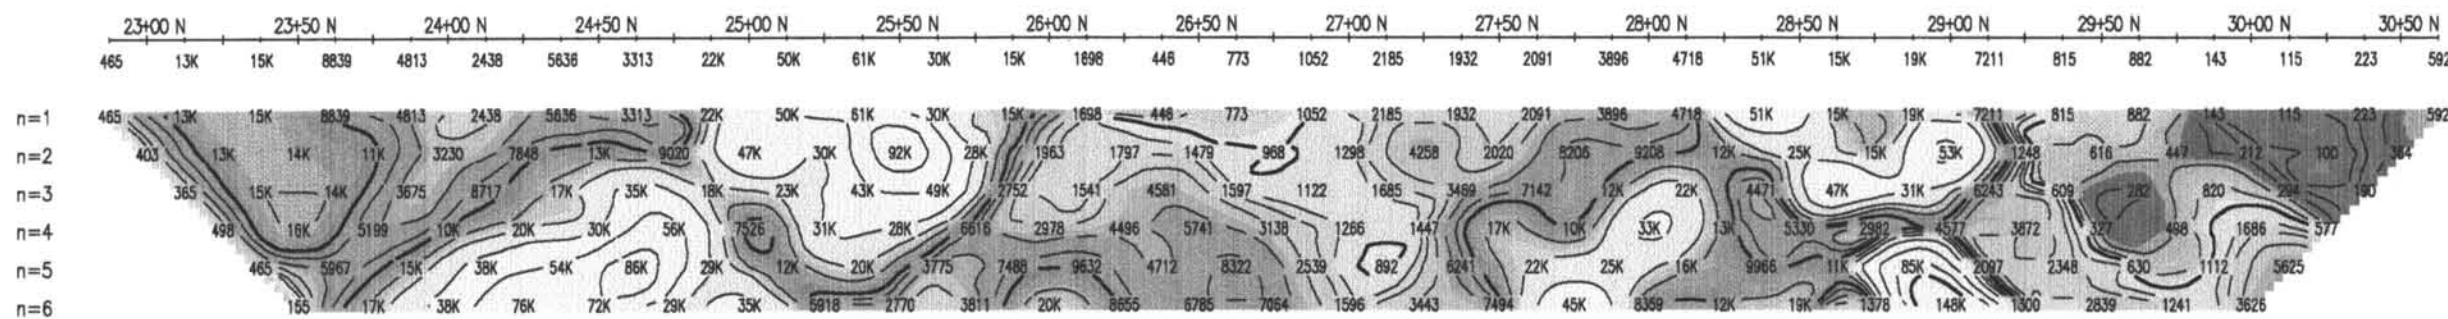 23+00 N 23+50 N 24+00 N 24+50 N 25+00 N 25+50 N 26+00 N 26+50 N 27+00 N 27+50 N 28+00 N 28+50 N 29+00 N 29+50 N 30+00 N 30+50 N
465 13K 15K 8839 4813 2438 5636 3313 22K 50K 61K 30K 15K 1698 446 773 1052 2185 1932 2091 3896 4718 51K 15K 19K 7211 815 882 143 115 223 592
n=1 465 13K 15K 8839 4813 2438 5636 3313 22K 50K 61K 30K 15K 1698 446 773 1052 2185 1932 2091 3896 4718 51K 15K 19K 7211 815 882 143 115 223 592
n=2 403 13K 14K 11K 3230 7848 13K 9020 47K 30K 92K 28K 1963 1797 1479 968 1298 4258 2020 8206 9208 12K 25K 15K 53K 1248 616 447 212 100 384
n=3 365 15K 14K 3675 8717 17K 35K 18K 23K 43K 49K 2752 1541 4581 1597 1122 1685 3469 7142 12K 22K 4471 47K 31K 6243 609 282 820 294 190
n=4 498 16K 5199 10K 20K 30K 56K 7526 31K 28K 6616 2978 4496 5741 3138 1266 1447 17K 10K 33K 13K 5330 2982 4577 3872 327 498 1686 577
n=5 465 5967 15K 38K 54K 86K 29K 12K 20K 3775 7488 9632 4712 8322 2539 892 6241 22K 25K 16K 9966 11K 85K 2097 2348 630 1112 5625
n=6 155 17K 38K 76K 72K 29K 35K 5918 2770 3811 20K 8655 6785 7064 1596 3443 7494 45K 8359 12K 19K 1378 148K 1300 2839 1241 3626